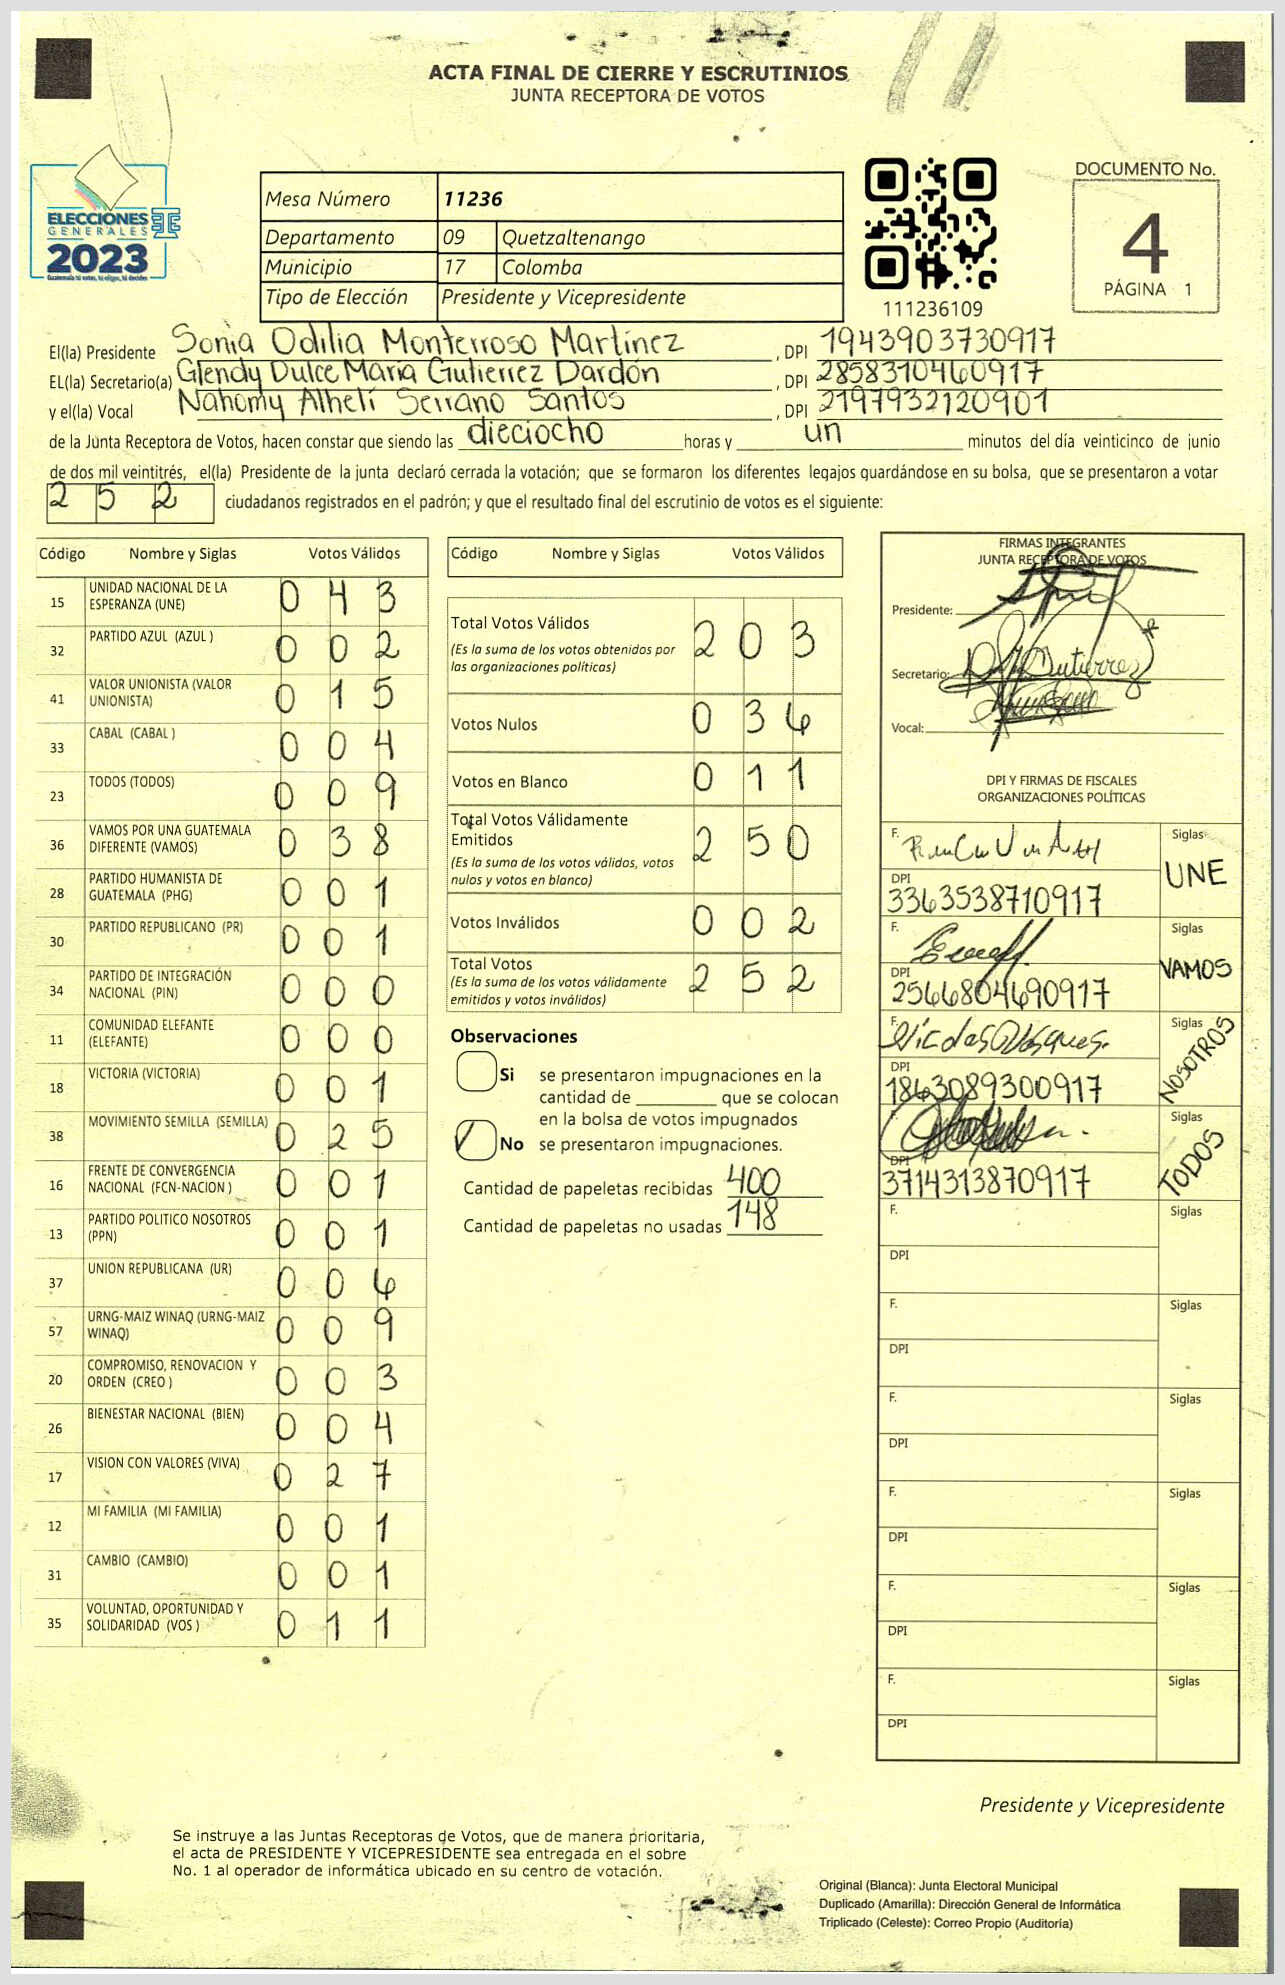 ACTA FINAL DE CIERRE Y ESCRUTINIOS
JUNTA RECEPTORA DE VOTOS
ELECCIONES
GENERALES
2023
Guatemala tú votas, tú eliges, tú decides
Mesa Número 11236
Departamento 09 Quetzaltenango
Municipio 17 Colomba
Tipo de Elección Presidente y Vicepresidente
111236109
DOCUMENTO No.
4
PÁGINA 1
El(la) Presidente Sonia Odilia Monterroso Martínez, DPI 1943903730917
EL(la) Secretario(a) Glendy Dulce María Gutierrez Dardón, DPI 2858310460917
y el(la) Vocal Nahomy Alhelí Serrano Santos, DPI 2197932120901
de la Junta Receptora de Votos, hacen constar que siendo las dieciocho horas y un minutos del día veinticinco de junio
de dos mil veintitrés, el(la) Presidente de la junta declaró cerrada la votación; que se formaron los diferentes legajos guardándose en su bolsa, que se presentaron a votar
252 ciudadanos registrados en el padrón; y que el resultado final del escrutinio de votos es el siguiente:
Código Nombre y Siglas Votos Válidos
15 UNIDAD NACIONAL DE LA ESPERANZA (UNE) 0 4 3
32 PARTIDO AZUL (AZUL ) 0 0 2
41 VALOR UNIONISTA (VALOR UNIONISTA) 0 1 5
33 CABAL (CABAL ) 0 0 4
23 TODOS (TODOS) 0 0 9
36 VAMOS POR UNA GUATEMALA DIFERENTE (VAMOS) 0 3 8
28 PARTIDO HUMANISTA DE GUATEMALA (PHG) 0 0 1
30 PARTIDO REPUBLICANO (PR) 0 0 1
34 PARTIDO DE INTEGRACIÓN NACIONAL (PIN) 0 0 0
11 COMUNIDAD ELEFANTE (ELEFANTE) 0 0 0
18 VICTORIA (VICTORIA) 0 0 1
38 MOVIMIENTO SEMILLA (SEMILLA) 0 2 5
16 FRENTE DE CONVERGENCIA NACIONAL (FCN-NACION ) 0 0 1
13 PARTIDO POLITICO NOSOTROS (PPN) 0 0 1
37 UNION REPUBLICANA (UR) 0 0 6
57 URNG-MAIZ WINAQ (URNG-MAIZ WINAQ) 0 0 9
20 COMPROMISO, RENOVACION Y ORDEN (CREO ) 0 0 3
26 BIENESTAR NACIONAL (BIEN) 0 0 4
17 VISION CON VALORES (VIVA) 0 2 7
12 MI FAMILIA (MI FAMILIA) 0 0 1
31 CAMBIO (CAMBIO) 0 0 1
35 VOLUNTAD, OPORTUNIDAD Y SOLIDARIDAD (VOS ) 0 1 1
Código Nombre y Siglas Votos Válidos
Total Votos Válidos 2 0 3
(Es la suma de los votos obtenidos por
las organizaciones políticas)
Votos Nulos 0 3 6
Votos en Blanco 0 1 1
Total Votos Válidamente
Emitidos 2 5 0
(Es la suma de los votos válidos, votos
nulos y votos en blanco)
Votos Inválidos 0 0 2
Total Votos 2 5 2
(Es la suma de los votos válidamente
emitidos y votos inválidos)
Observaciones
Si se presentaron impugnaciones en la
cantidad de ________ que se colocan
en la bolsa de votos impugnados
No se presentaron impugnaciones.
Cantidad de papeletas recibidas 400
Cantidad de papeletas no usadas 148
FIRMAS INTEGRANTES
JUNTA RECEPTORA DE VOTOS
Presidente:
Secretario: Gutierrez
Vocal:
DPI Y FIRMAS DE FISCALES
ORGANIZACIONES POLÍTICAS
F. Siglas
UNE
DPI
3363538710917
F. Siglas
VAMOS
DPI
2566804690917
F. Siglas
NOSOTROS
DPI
1863089300917
Siglas
TODOS
DPI
3714313870917
F. Siglas
DPI
F. Siglas
DPI
F. Siglas
DPI
F. Siglas
DPI
F. Siglas
DPI
F. Siglas
DPI
Presidente y Vicepresidente
Se instruye a las Juntas Receptoras de Votos, que de manera prioritaria,
el acta de PRESIDENTE Y VICEPRESIDENTE sea entregada en el sobre
No. 1 al operador de informática ubicado en su centro de votación.
Original (Blanca): Junta Electoral Municipal
Duplicado (Amarilla): Dirección General de Informática
Triplicado (Celeste): Correo Propio (Auditoría)